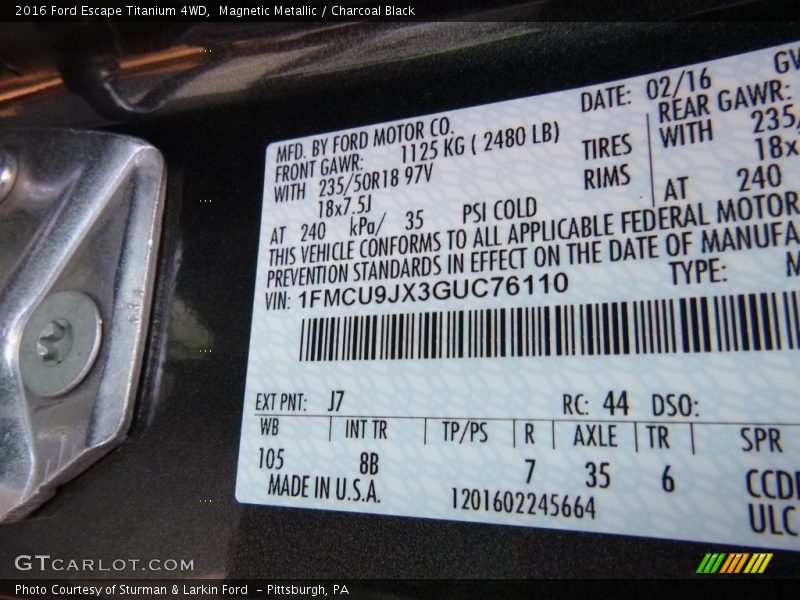 2016 Ford Escape Titanium 4WD, Magnetic Metallic / Charcoal Black
MFD. BY FORD MOTOR CO.
DATE: 02/16
GV
FRONT GAWR: 1125 KG ( 2480 LB)
REAR GAWR:
WITH 235/50R18 97V TIRES
WITH 235/
18x7.5J RIMS
18x
AT 240 kPa/ 35 PSI COLD
AT 240
THIS VEHICLE CONFORMS TO ALL APPLICABLE FEDERAL MOTOR
PREVENTION STANDARDS IN EFFECT ON THE DATE OF MANUFA
VIN: 1FMCU9JX3GUC76110
TYPE: M
EXT PNT: J7 RC: 44 DSO:
WB INT TR TP/PS R AXLE TR SPR
105 8B 7 35 6 CCD
MADE IN U.S.A. 1201602245664 ULC
GTCARLOT.COM
Photo Courtesy of Sturman & Larkin Ford - Pittsburgh, PA